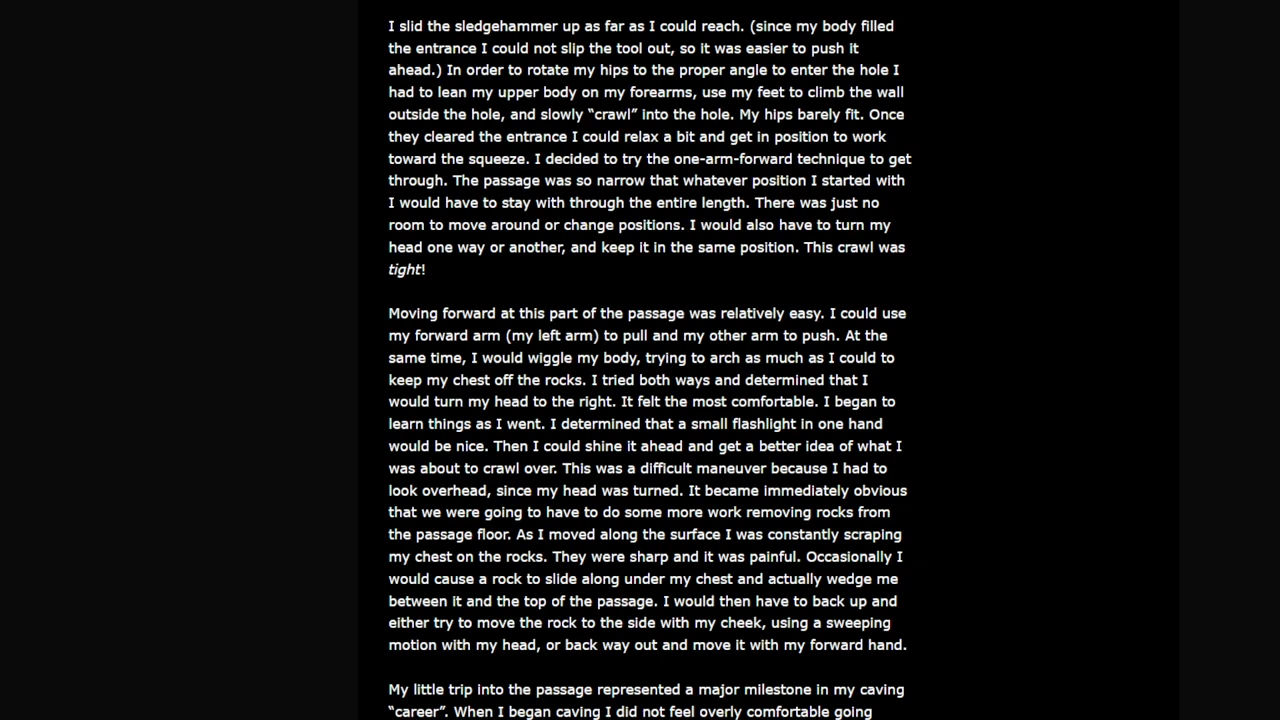 I slid the sledgehammer up as far as I could reach. (since my body filled
the entrance I could not slip the tool out, so it was easier to push it
ahead.) In order to rotate my hips to the proper angle to enter the hole I
had to lean my upper body on my forearms, use my feet to climb the wall
outside the hole, and slowly “crawl” into the hole. My hips barely fit. Once
they cleared the entrance I could relax a bit and get in position to work
toward the squeeze. I decided to try the one-arm-forward technique to get
through. The passage was so narrow that whatever position I started with
I would have to stay with through the entire length. There was just no
room to move around or change positions. I would also have to turn my
head one way or another, and keep it in the same position. This crawl was
tight!
Moving forward at this part of the passage was relatively easy. I could use
my forward arm (my left arm) to pull and my other arm to push. At the
same time, I would wiggle my body, trying to arch as much as I could to
keep my chest off the rocks. I tried both ways and determined that I
would turn my head to the right. It felt the most comfortable. I began to
learn things as I went. I determined that a small flashlight in one hand
would be nice. Then I could shine it ahead and get a better idea of what I
was about to crawl over. This was a difficult maneuver because I had to
look overhead, since my head was turned. It became immediately obvious
that we were going to have to do some more work removing rocks from
the passage floor. As I moved along the surface I was constantly scraping
my chest on the rocks. They were sharp and it was painful. Occasionally I
would cause a rock to slide along under my chest and actually wedge me
between it and the top of the passage. I would then have to back up and
either try to move the rock to the side with my cheek, using a sweeping
motion with my head, or back way out and move it with my forward hand.
My little trip into the passage represented a major milestone in my caving
“career”. When I began caving I did not feel overly comfortable going